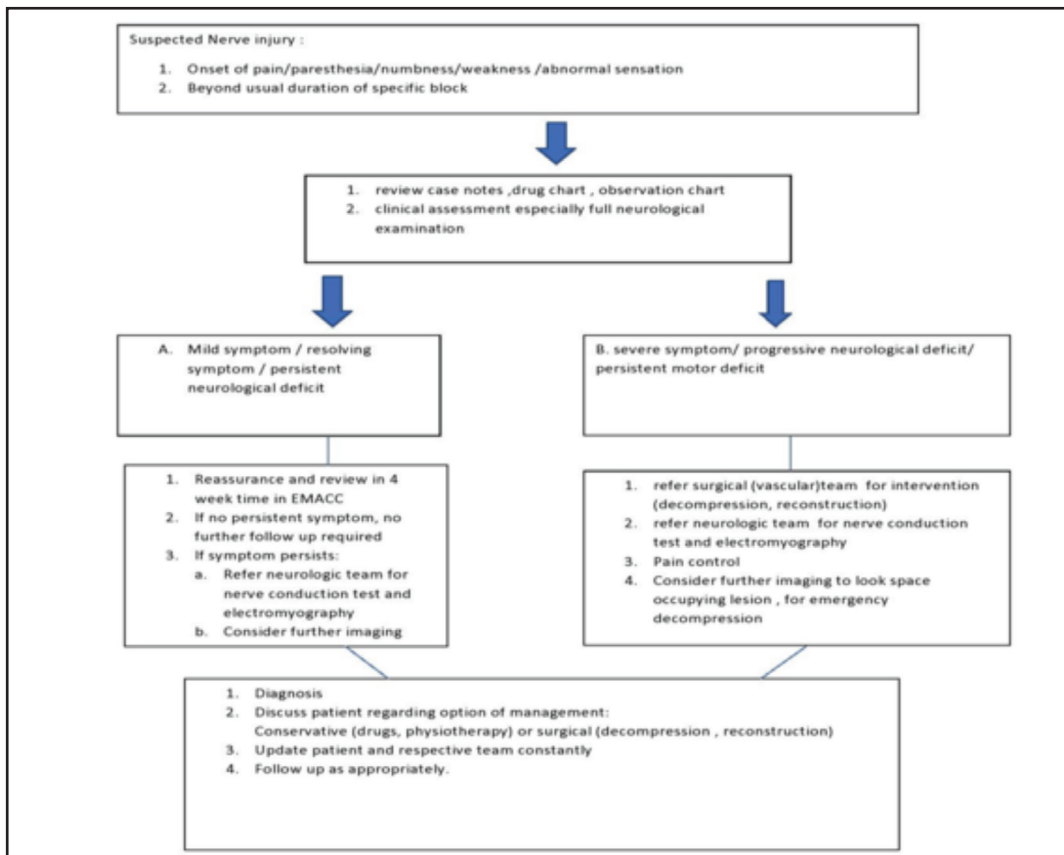 Suspected Nerve injury :
1. Onset of pain/paresthesia/numbness/weakness /abnormal sensation
2. Beyond usual duration of specific block
1. review case notes ,drug chart , observation chart
2. clinical assessment especially full neurological
examination
A. Mild symptom / resolving
symptom / persistent
neurological deficit
B. severe symptom/ progressive neurological deficit/
persistent motor deficit
1. Reassurance and review in 4
week time in EMACC
2. If no persistent symptom, no
further follow up required
3. If symptom persists:
a. Refer neurologic team for
nerve conduction test and
electromyography
b. Consider further imaging
1. refer surgical (vascular)team for intervention
(decompression, reconstruction)
2. refer neurologic team for nerve conduction
test and electromyography
3. Pain control
4. Consider further imaging to look space
occupying lesion , for emergency
decompression
1. Diagnosis
2. Discuss patient regarding option of management:
Conservative (drugs, physiotherapy) or surgical (decompression , reconstruction)
3. Update patient and respective team constantly
4. Follow up as appropriately.